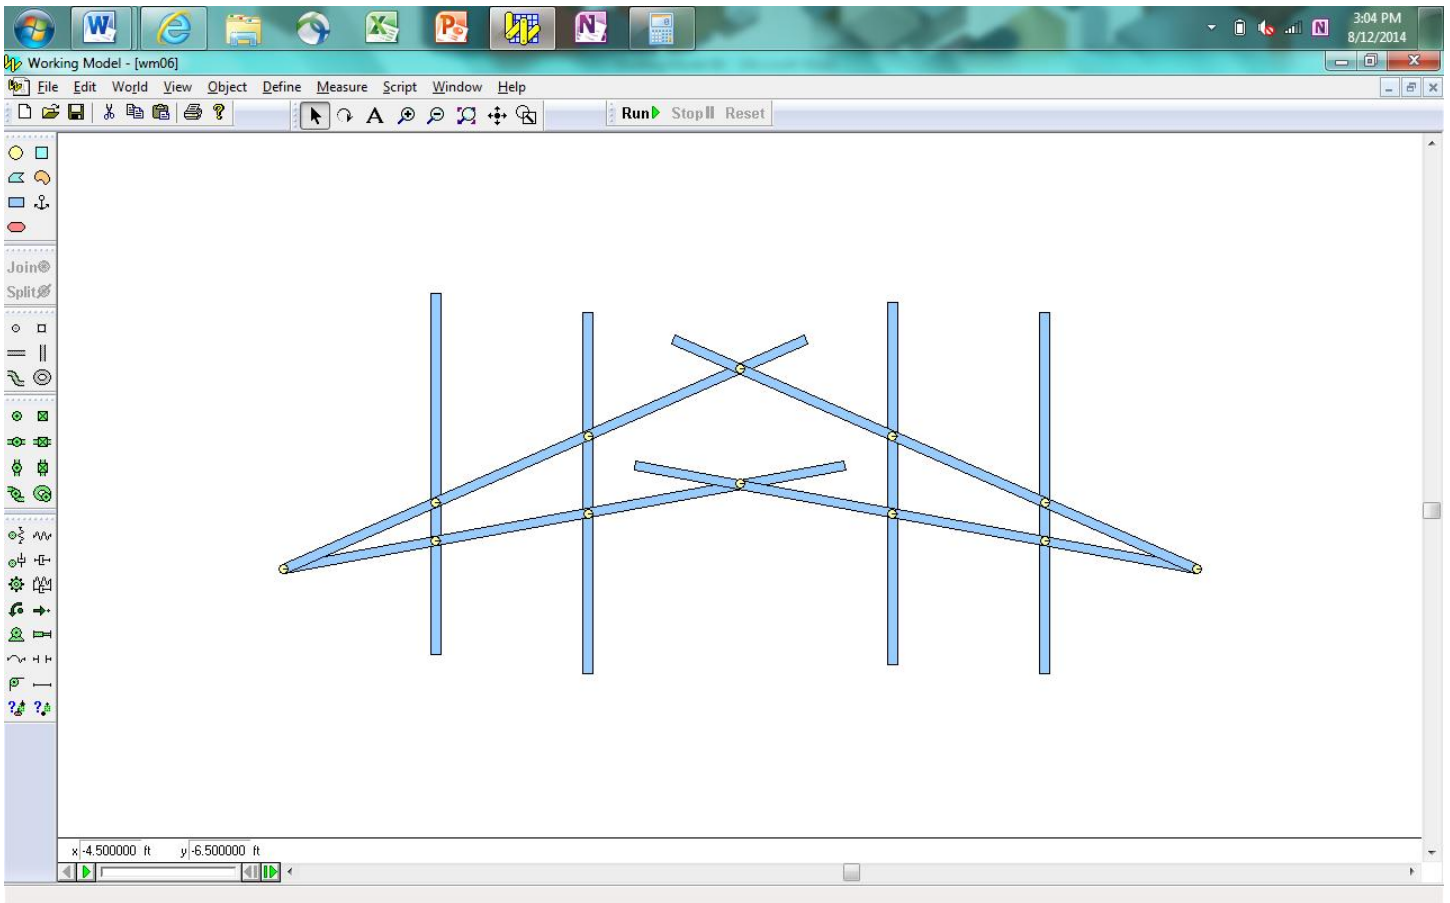 3:04 PM
8/12/2014
Working Model - [wm06]
File Edit World View Object Define Measure Script Window Help
A Run Stop Reset
Join
Split
x -4.500000 ft y -6.500000 ft